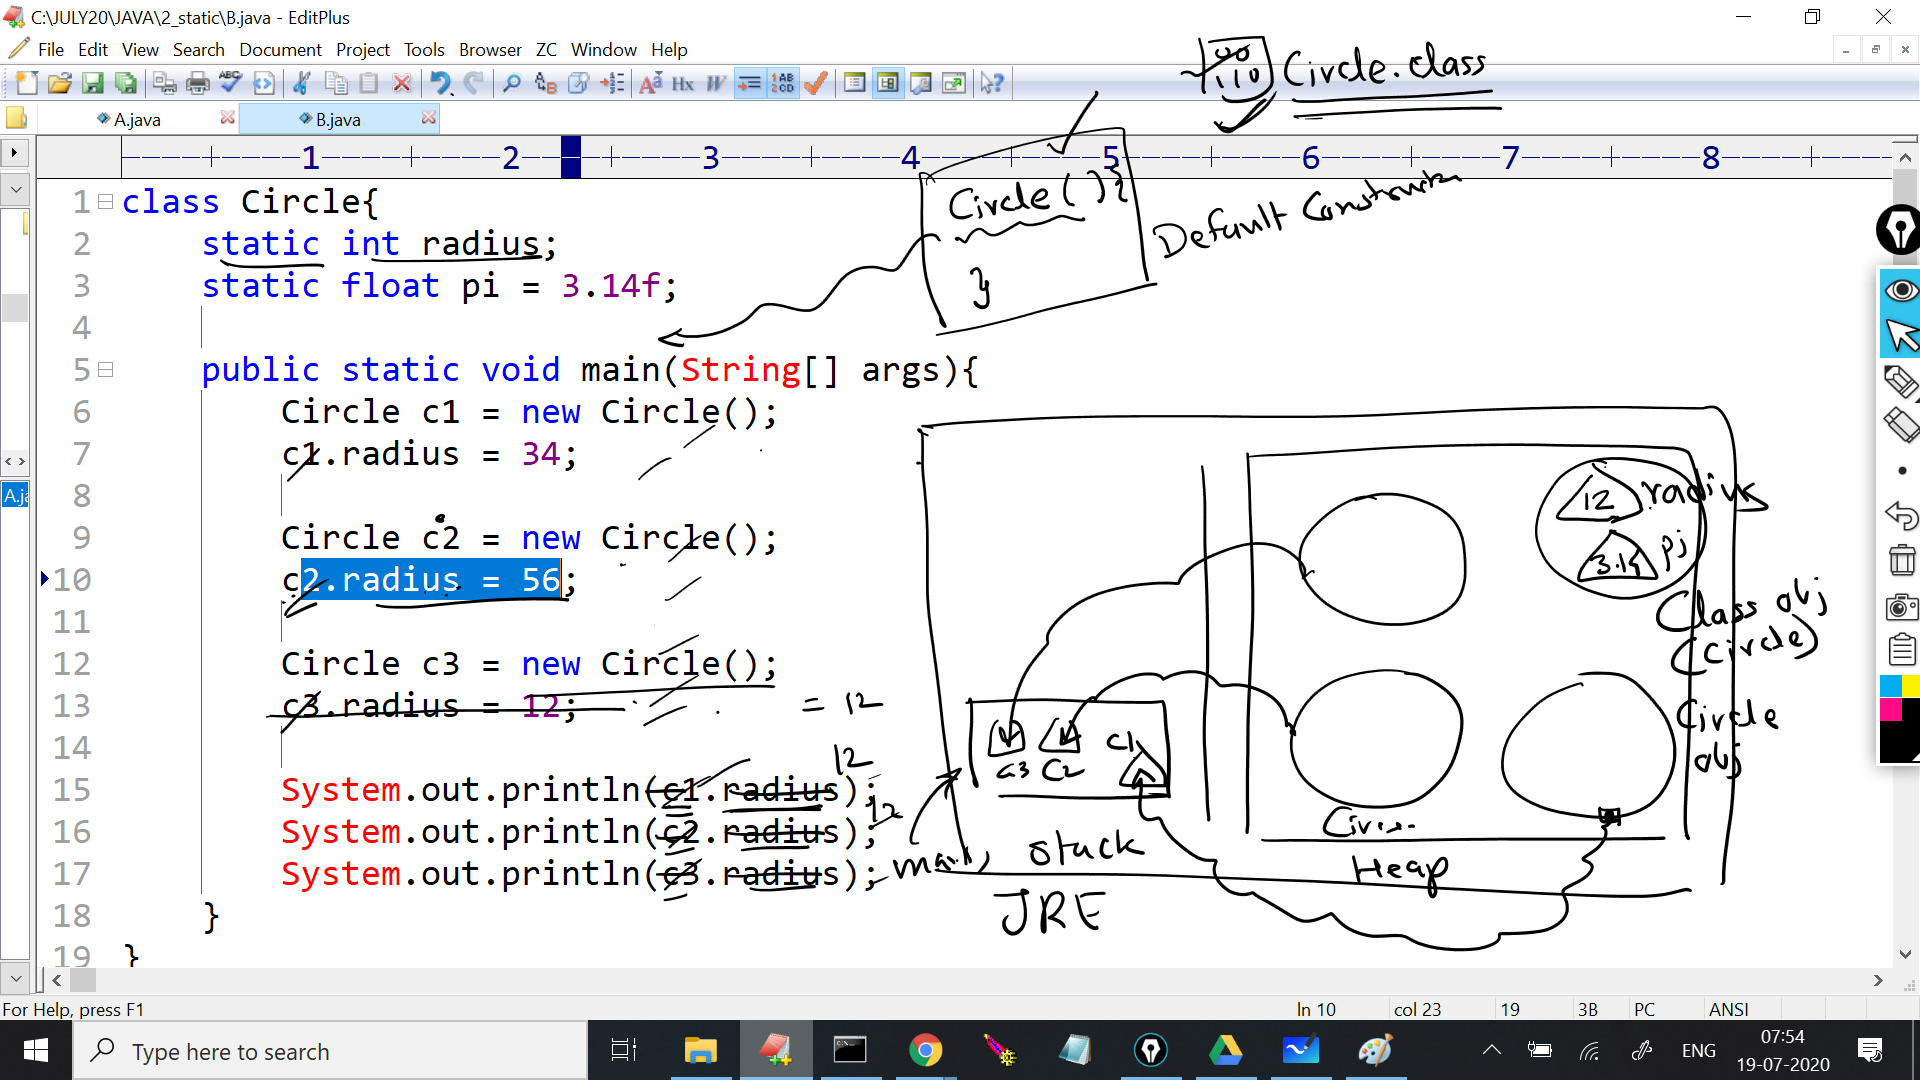 C:\JULY20\JAVA\2_static\B.java - EditPlus
File Edit View Search Document Project Tools Browser ZC Window Help
Circle.class
A.java
B.java
1 2 3 4 5 6 7 8
Circle(){
}
Default
1 class Circle{
2 static int radius;
3 static float pi = 3.14f;
4
5 public static void main(String[] args){
6 Circle c1 = new Circle();
7 c1.radius = 34;
8
9 Circle c2 = new Circle();
10 c2.radius = 56;
11
12 Circle c3 = new Circle();
13 c3.radius = 12;
= 12
14
15 System.out.println(c1.radius);
12
16 System.out.println(c2.radius);
12
17 System.out.println(c3.radius);
18 }
19 }
12 radius
3.14 pi
Class obj
(Circle)
Circle
obj
c3 c2 c1
stack
Heap
JRE
A.ja
For Help, press F1
ln 10 col 23 19 3B PC ANSI
Type here to search
ENG
07:54
19-07-2020